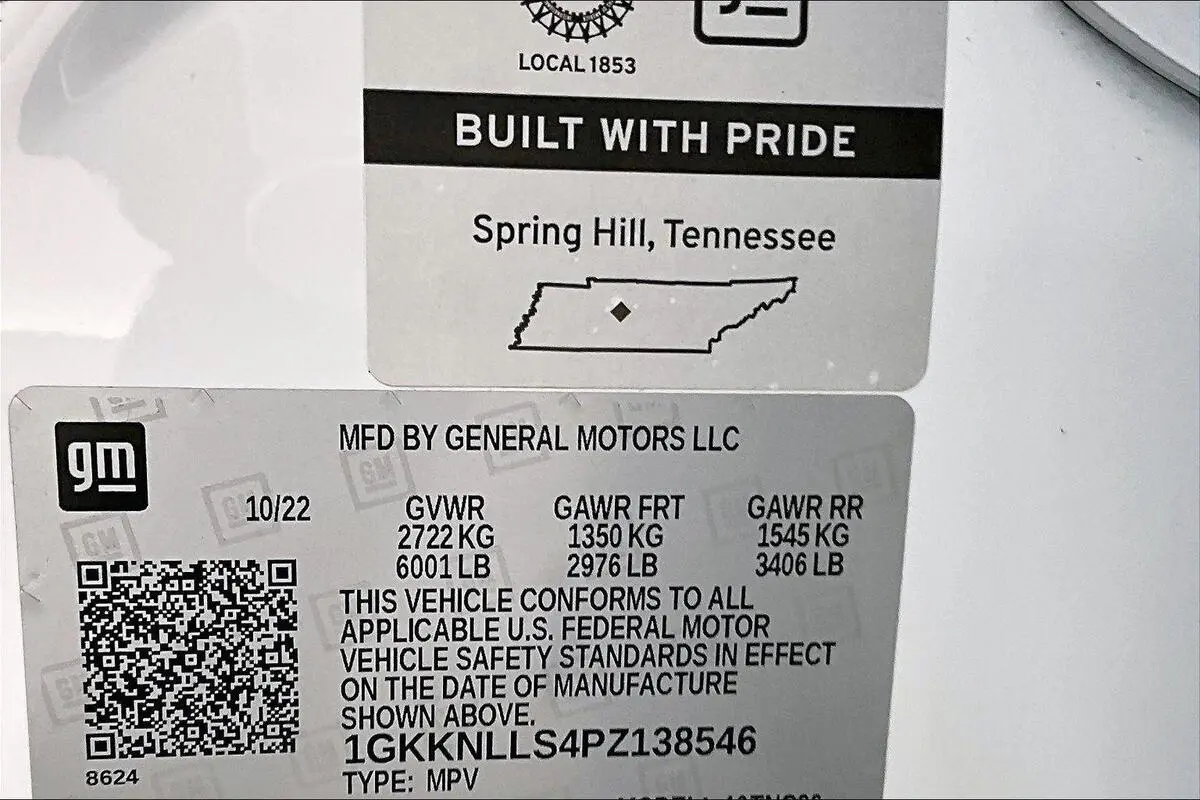 LOCAL 1853
BUILT WITH PRIDE
Spring Hill, Tennessee
gm
MFD BY GENERAL MOTORS LLC
10/22 GVWR GAWR FRT GAWR RR
2722 KG 1350 KG 1545 KG
6001 LB 2976 LB 3406 LB
THIS VEHICLE CONFORMS TO ALL
APPLICABLE U.S. FEDERAL MOTOR
VEHICLE SAFETY STANDARDS IN EFFECT
ON THE DATE OF MANUFACTURE
SHOWN ABOVE.
1GKKNLLS4PZ138546
8624
TYPE: MPV